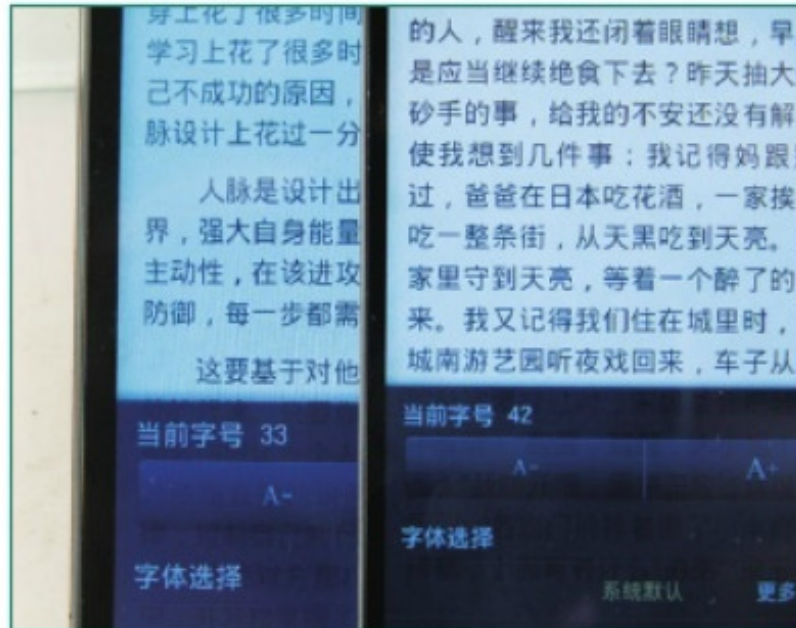 穿上花了很多时间
学习上花了很多时
己不成功的原因，
脉设计上花过一分
人脉是设计出
界，强大自身能量
主动性，在该进攻
防御，每一步都需
这要基于对他
当前字号 33
A-
字体选择
的人，醒来我还闭着眼睛想，早
是应当继续绝食下去？昨天抽大
砂手的事，给我的不安还没有解
使我想到几件事：我记得妈跟
过，爸爸在日本吃花酒，一家挨
吃一整条街，从天黑吃到天亮。
家里守到天亮，等着一个醉了的
来。我又记得我们住在城里时，
城南游艺园听夜戏回来，车子从
当前字号 42
A-
A+
字体选择
系统默认
更多